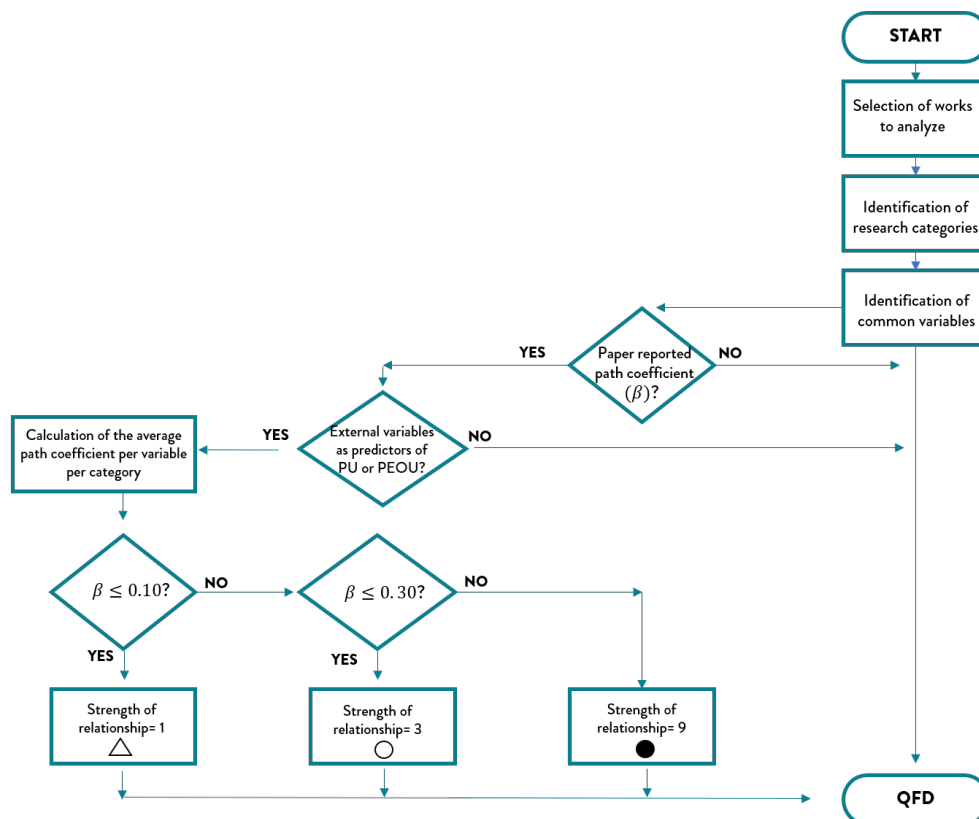 START
Selection of works
to analyze
Identification of
research categories
Identification of
common variables
Paper reported
path coefficient
(β)?
YES
NO
External variables
as predictors of
PU or PEOU?
YES
NO
Calculation of the average
path coefficient per variable
per category
β ≤ 0.10?
NO
YES
β ≤ 0.30?
NO
YES
Strength of
relationship= 1
Strength of
relationship= 3
Strength of
relationship= 9
QFD